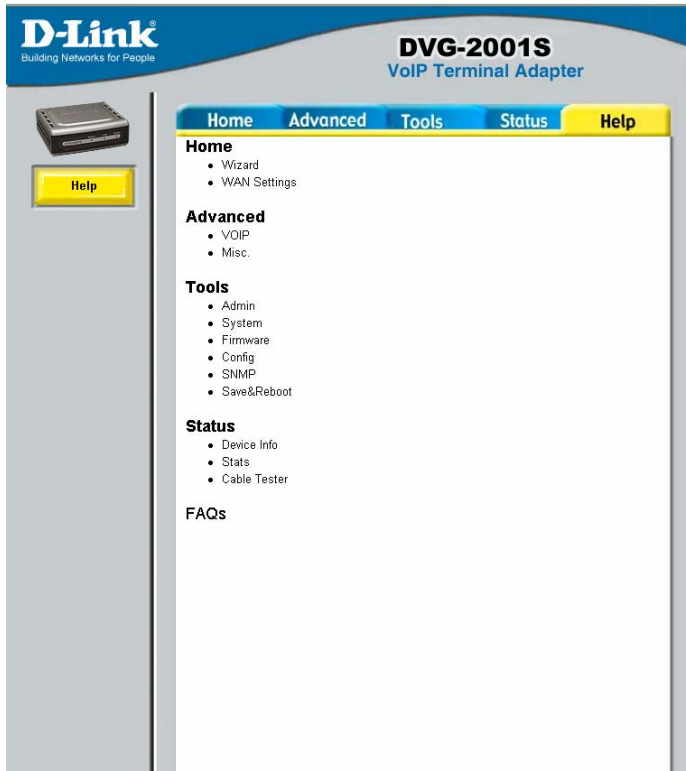 D-Link®
Building Networks for People
DVG-2001S
VoIP Terminal Adapter
Home Advanced Tools Status Help
Help
Home
Wizard
WAN Settings
Advanced
VOIP
Misc.
Tools
Admin
System
Firmware
Config
SNMP
Save&Reboot
Status
Device Info
Stats
Cable Tester
FAQs